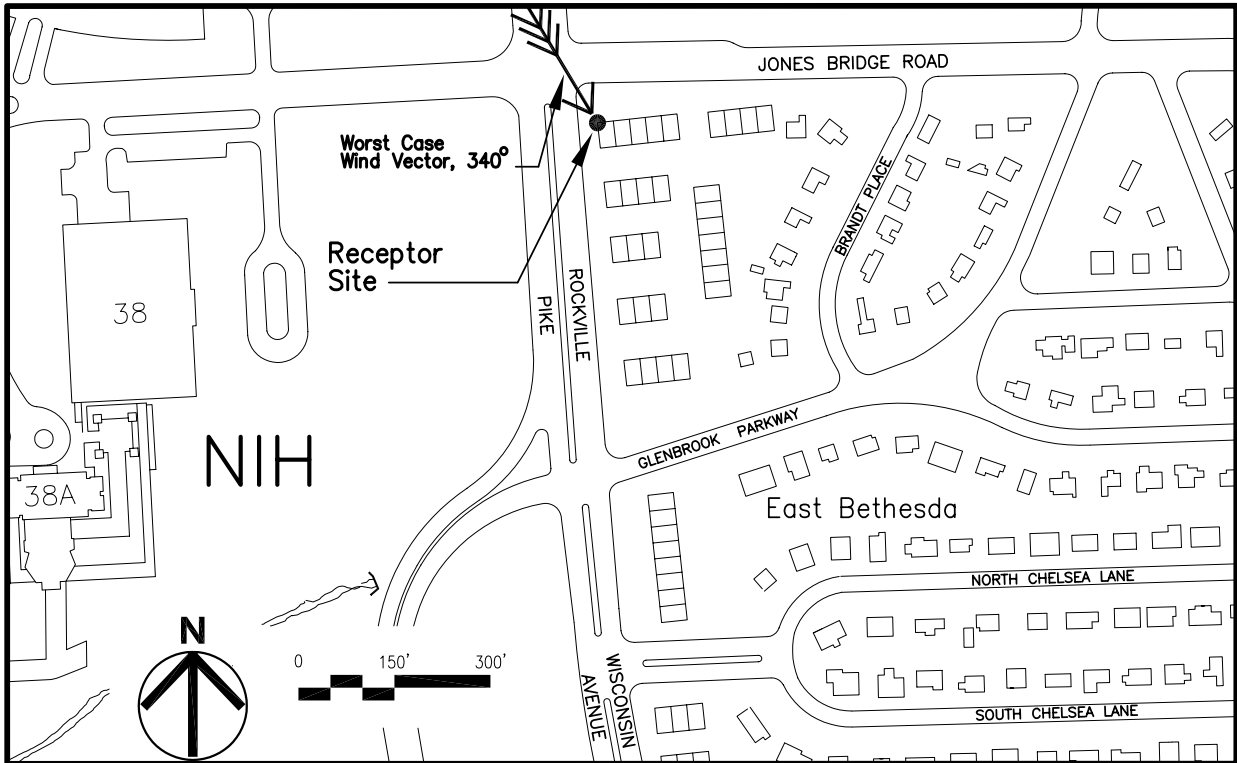 JONES BRIDGE ROAD
Worst Case
Wind Vector, 340°
BRANDT PLACE
Receptor
Site
ROCKVILLE
PIKE
38
GLENBROOK PARKWAY
NIH
38A
East Bethesda
NORTH CHELSEA LANE
N
0 150' 300'
WISCONSIN
AVENUE
SOUTH CHELSEA LANE